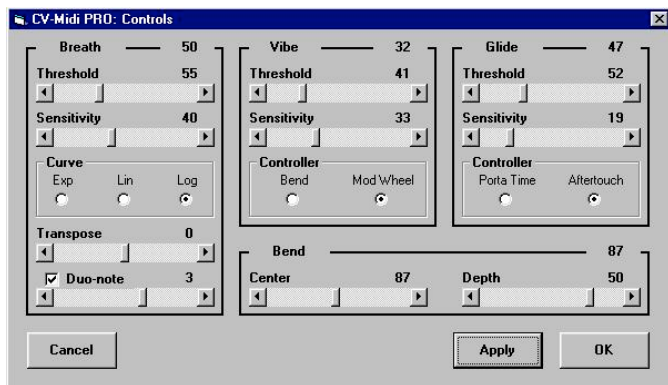 CV-Midi PRO: Controls
Breath 50
Threshold 55
Sensitivity 40
Curve
Exp Lin Log
Transpose 0
Duo-note 3
Vibe 32
Threshold 41
Sensitivity 33
Controller
Bend Mod Wheel
Glide 47
Threshold 52
Sensitivity 19
Controller
Porta Time Aftertouch
Bend 87
Center 87 Depth 50
Cancel Apply OK